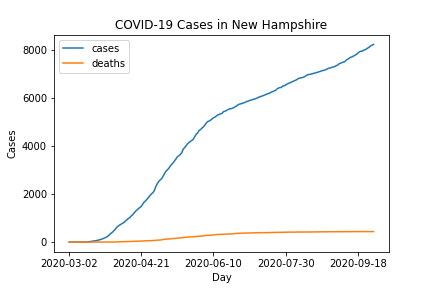 COVID-19 Cases in New Hampshire
cases
deaths
8000
6000
4000
2000
0
Cases
2020-03-02 2020-04-21 2020-06-10 2020-07-30 2020-09-18
Day